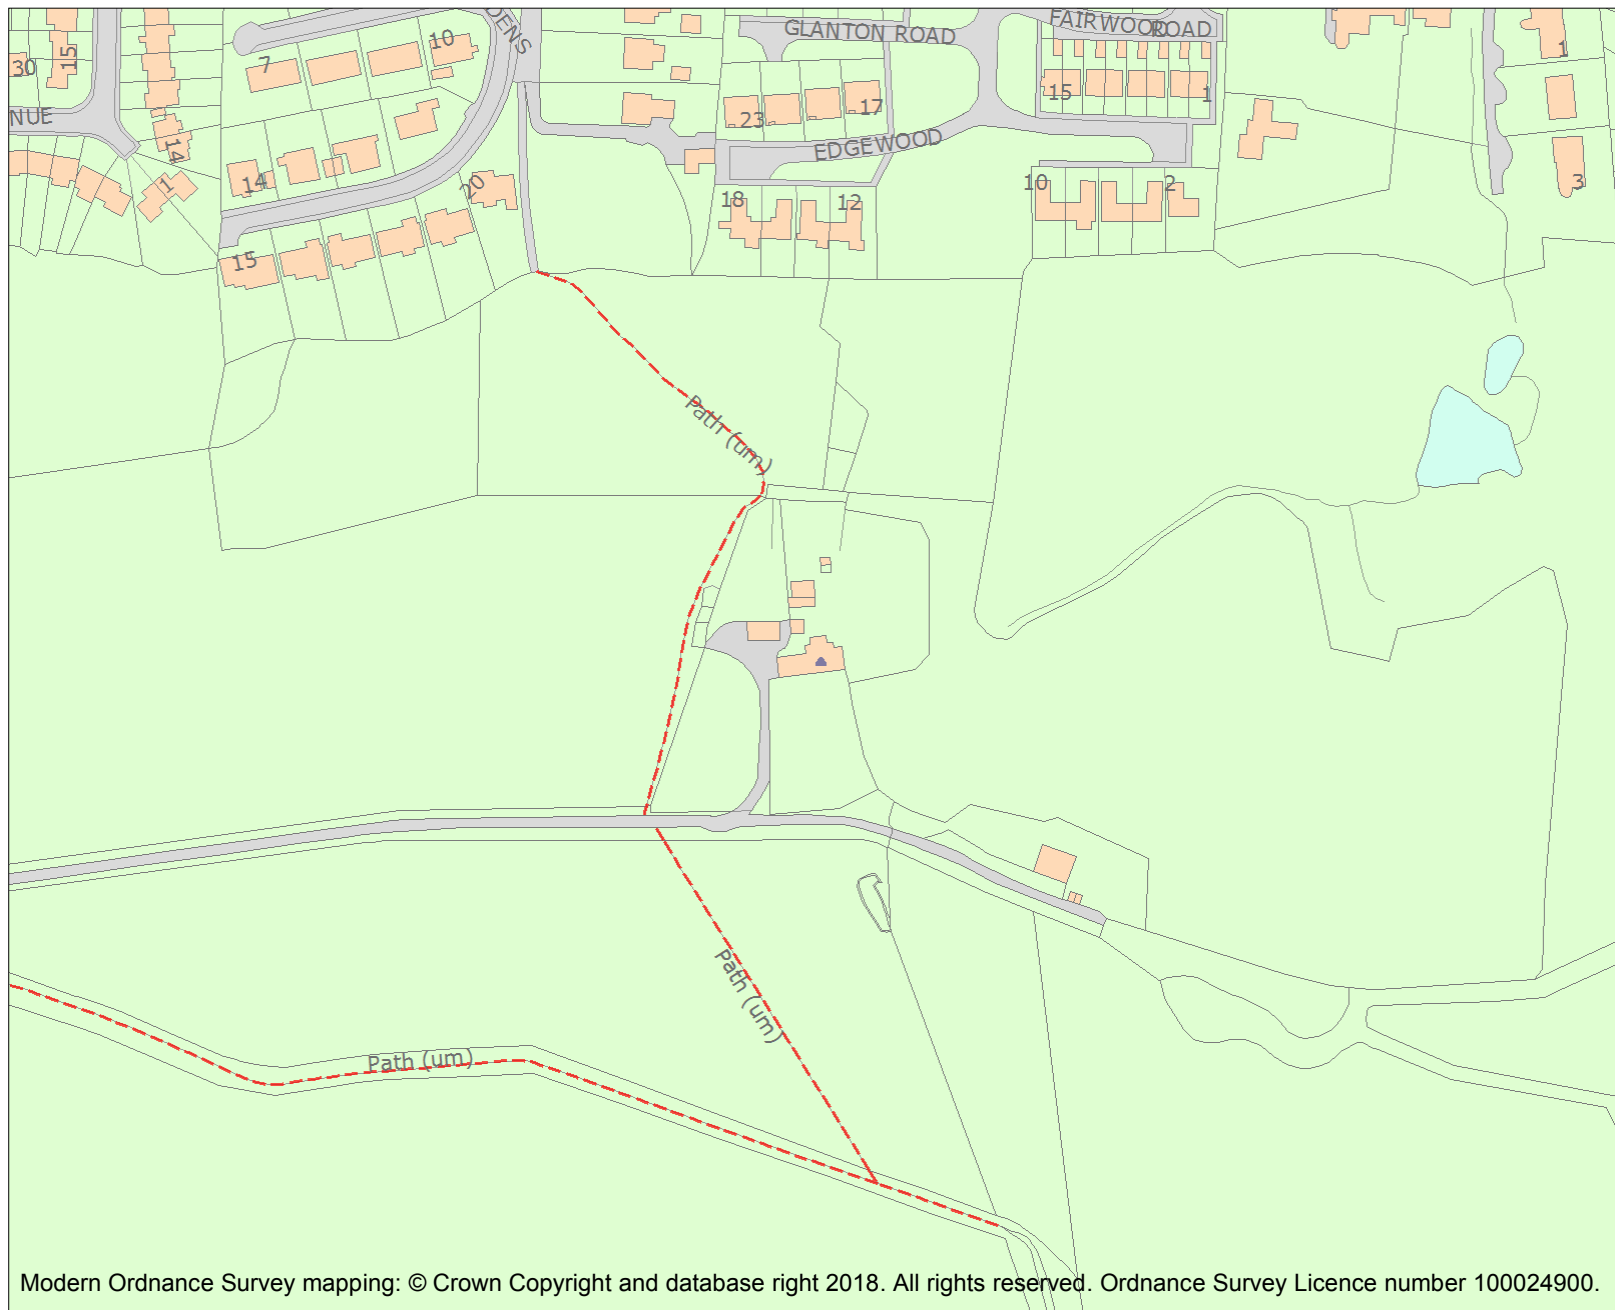 DENS
GLANTON ROAD
FAIRWOOD
ROAD
30
15
7
10
1
NUE
23
17
15
1
14
EDGEWOOD
14
1
20
18
12
10
2
3
15
Path (um)
Path (um)
Path (um)
Modern Ordnance Survey mapping: © Crown Copyright and database right 2018. All rights reserved. Ordnance Survey Licence number 100024900.